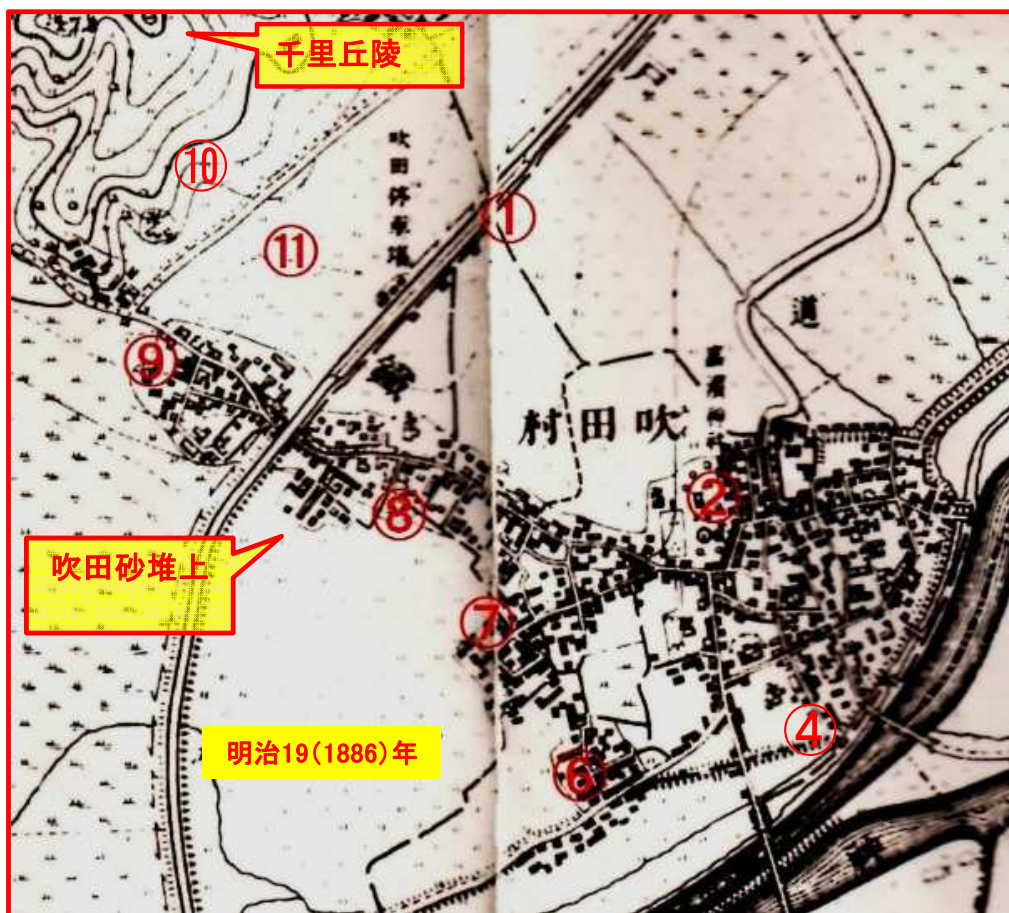 千里丘陵
⑩
吹田停車場
①
⑪
道
⑨
吹田村
②
⑧
吹田砂堆上
⑦
④
明治19(1886)年
⑥